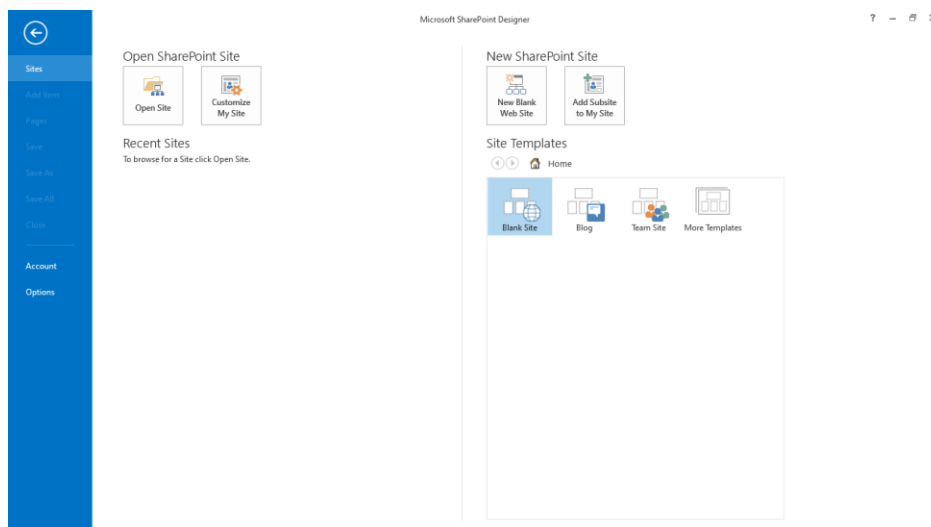 Microsoft SharePoint Designer
?
Sites
Add Item
Pages
Save
Save As
Save All
Close
Account
Options
Open SharePoint Site
Open Site
Customize
My Site
Recent Sites
To browse for a Site click Open Site.
New SharePoint Site
New Blank
Web Site
Add Subsite
to My Site
Site Templates
Home
Blank Site
Blog
Team Site
More Templates